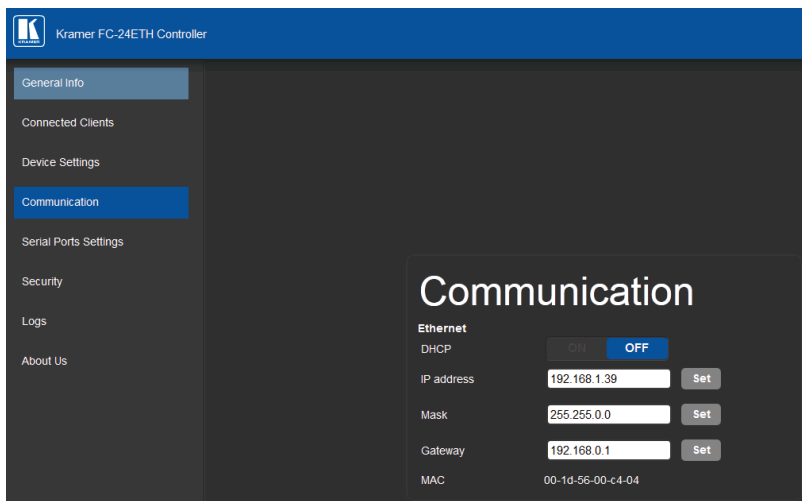 KRAMER
Kramer FC-24ETH Controller
General Info
Connected Clients
Device Settings
Communication
Serial Ports Settings
Security
Logs
About Us
Communication
Ethernet
DHCP ON OFF
IP address 192.168.1.39 Set
Mask 255.255.0.0 Set
Gateway 192.168.0.1 Set
MAC 00-1d-56-00-c4-04